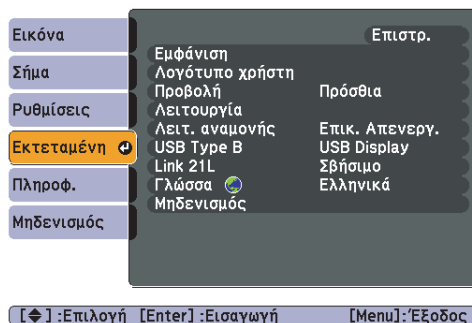 Εικόνα
Σήμα
Ρυθμίσεις
Εκτεταμένη
Πληροφ.
Μηδενισμός
Επιστρ.
Εμφάνιση
Λογότυπο χρήστη
Προβολή Πρόσθια
Λειτουργία
Λειτ. αναμονής Επικ. Απενεργ.
USB Type B USB Display
Link 21L Σβήσιμο
Γλώσσα Ελληνικά
Μηδενισμός
[◆] :Επιλογή [Enter] :Εισαγωγή [Menu]:Έξοδος